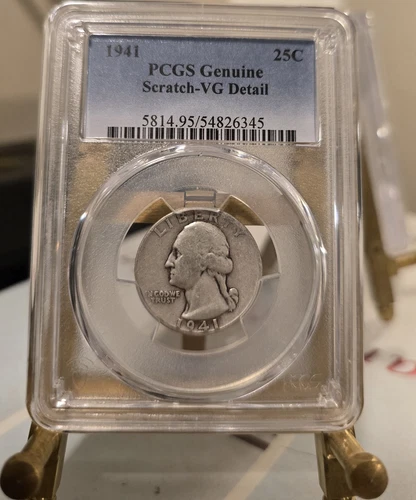 1941 25C
PCGS Genuine
Scratch-VG Detail
5814.95/54826345
LIBERTY
IN GOD WE
TRUST
1941